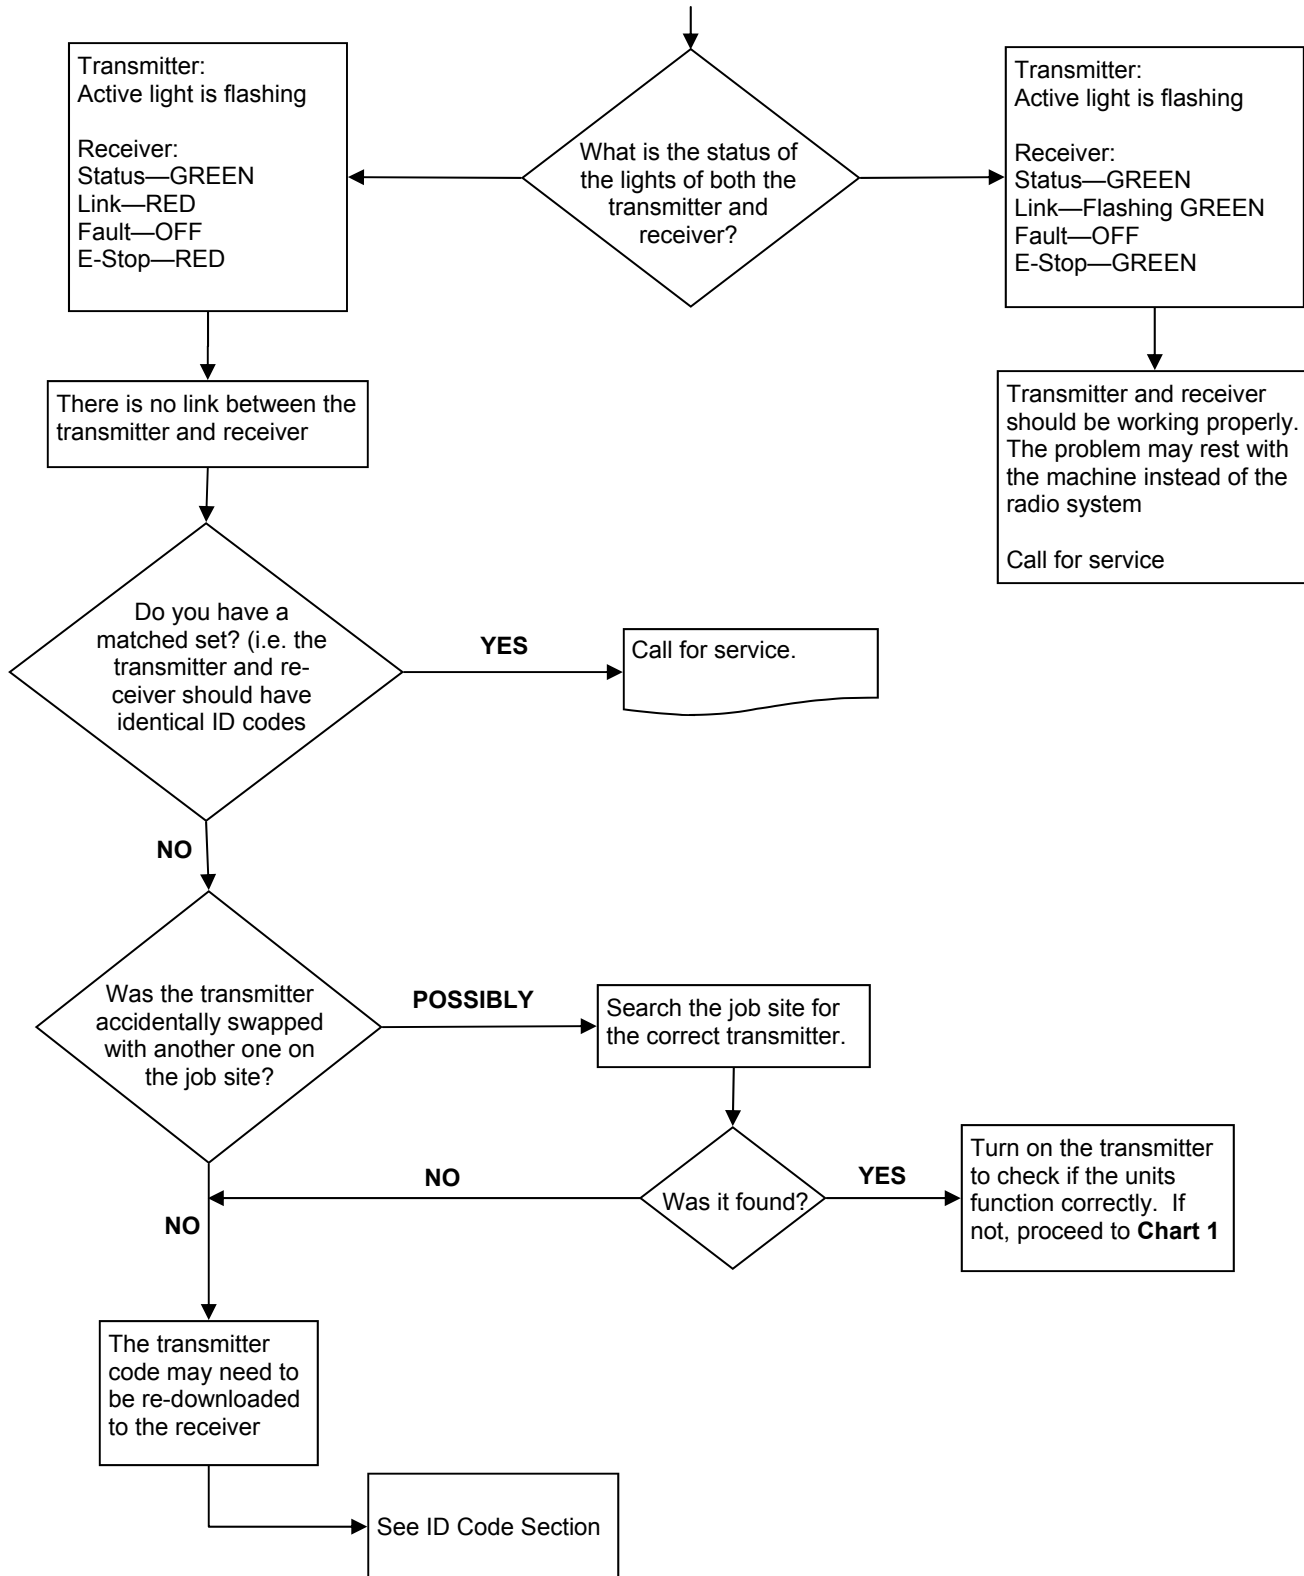 Transmitter:
Active light is flashing
Receiver:
Status—GREEN
Link—RED
Fault—OFF
E-Stop—RED
What is the status of
the lights of both the
transmitter and
receiver?
Transmitter:
Active light is flashing
Receiver:
Status—GREEN
Link—Flashing GREEN
Fault—OFF
E-Stop—GREEN
There is no link between the
transmitter and receiver
Transmitter and receiver
should be working properly.
The problem may rest with
the machine instead of the
radio system
Call for service
Do you have a
matched set? (i.e. the
transmitter and re-
ceiver should have
identical ID codes
YES
Call for service.
NO
Was the transmitter
accidentally swapped
with another one on
the job site?
POSSIBLY
Search the job site for
the correct transmitter.
Was it found?
NO
YES
Turn on the transmitter
to check if the units
function correctly.  If
not, proceed to Chart 1
NO
The transmitter
code may need to
be re-downloaded
to the receiver
See ID Code Section